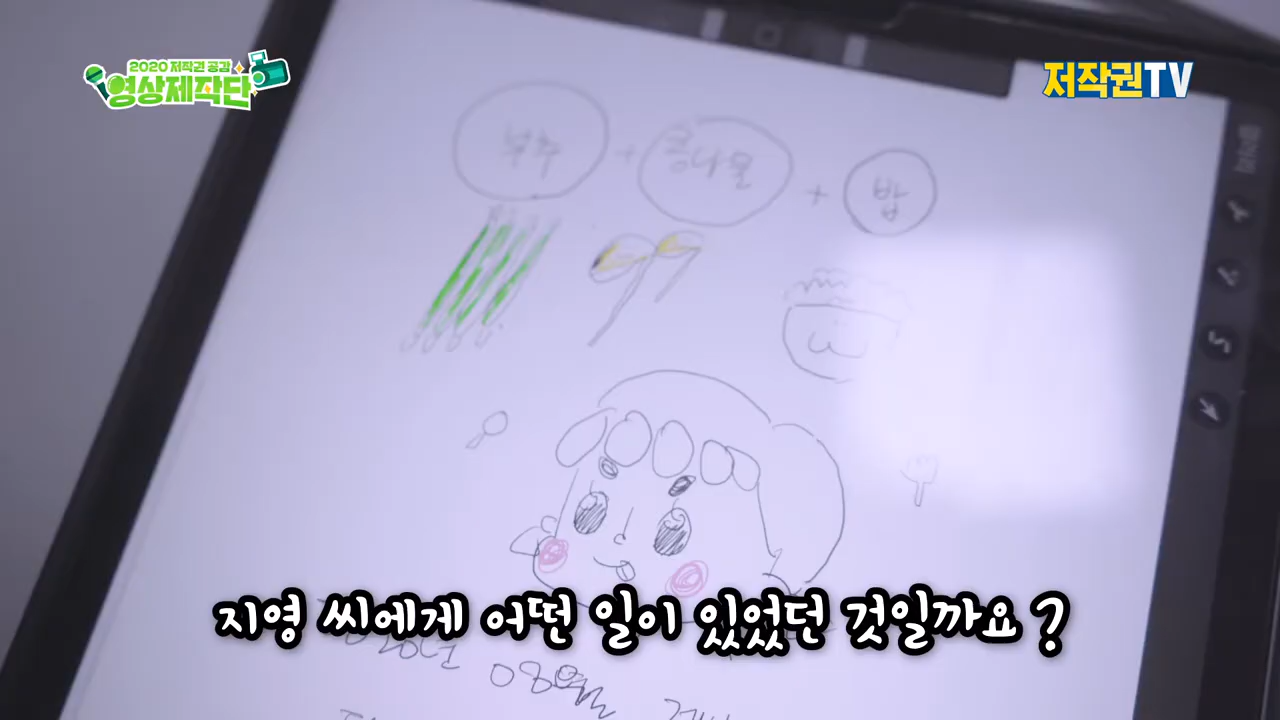 2020 저작권 공감
영상제작단
저작권TV
부추 + 콩나물 + 밥
지영 씨에게 어떤 일이 있었던 것일까요?